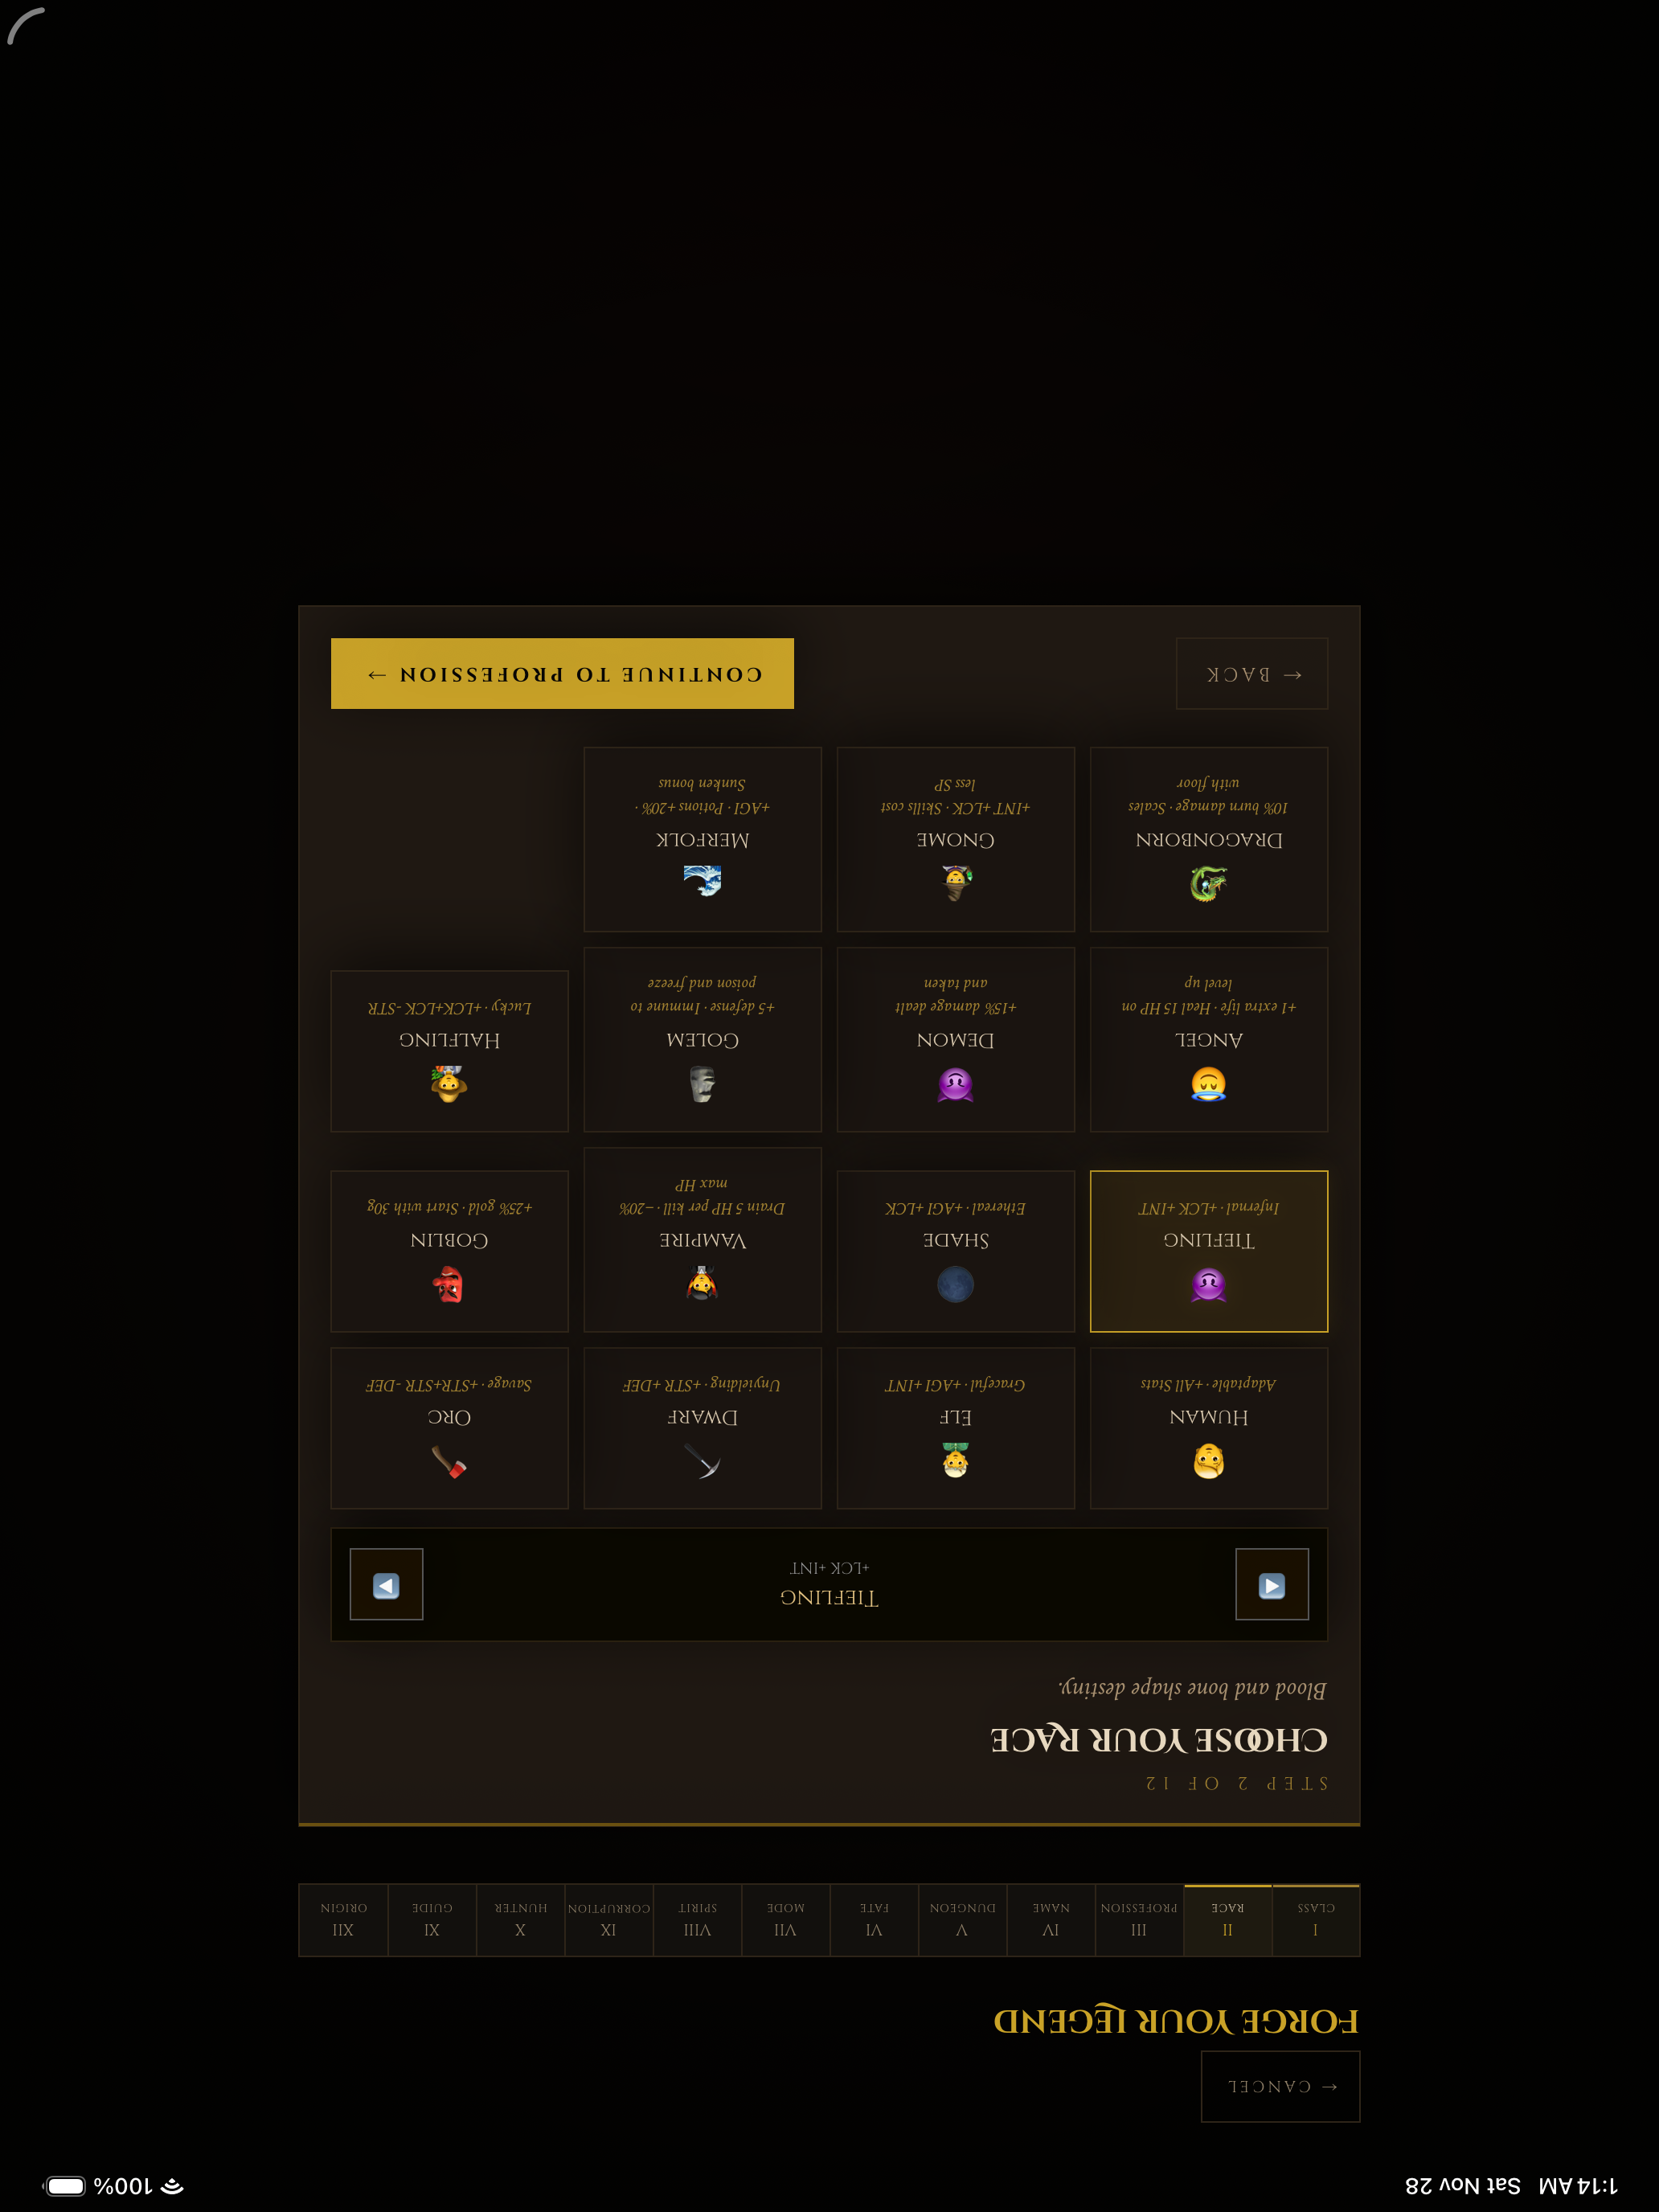 1:14 AM Sat Nov 28
100%
← CANCEL
FORGE YOUR LEGEND
I
CLASS
II
RACE
III
PROFESSION
IV
NAME
V
DUNGEON
VI
FATE
VII
MODE
VIII
SPIRIT
IX
CORRUPTION
X
HUNTER
XI
GUIDE
XII
ORIGIN
STEP 2 OF 12
CHOOSE YOUR RACE
Blood and bone shape destiny.
TIEFLING
+LCK +INT
HUMAN
Adaptable · +All Stats
ELF
Graceful · +AGI +INT
DWARF
Unyielding · +STR +DEF
ORC
Savage · +STR+STR -DEF
TIEFLING
Infernal · +LCK +INT
SHADE
Ethereal · +AGI +LCK
VAMPIRE
Drain 5 HP per kill · −20%
max HP
GOBLIN
+25% gold · Start with 30g
ANGEL
+1 extra life · Heal 15 HP on
level up
DEMON
+15% damage dealt
and taken
GOLEM
+5 defense · Immune to
poison and freeze
HALFLING
Lucky · +LCK+LCK -STR
DRAGONBORN
10% burn damage · Scales
with floor
GNOME
+INT +LCK · Skills cost
less SP
MERFOLK
+AGI · Potions +20% ·
Sunken bonus
← BACK
CONTINUE TO PROFESSION →